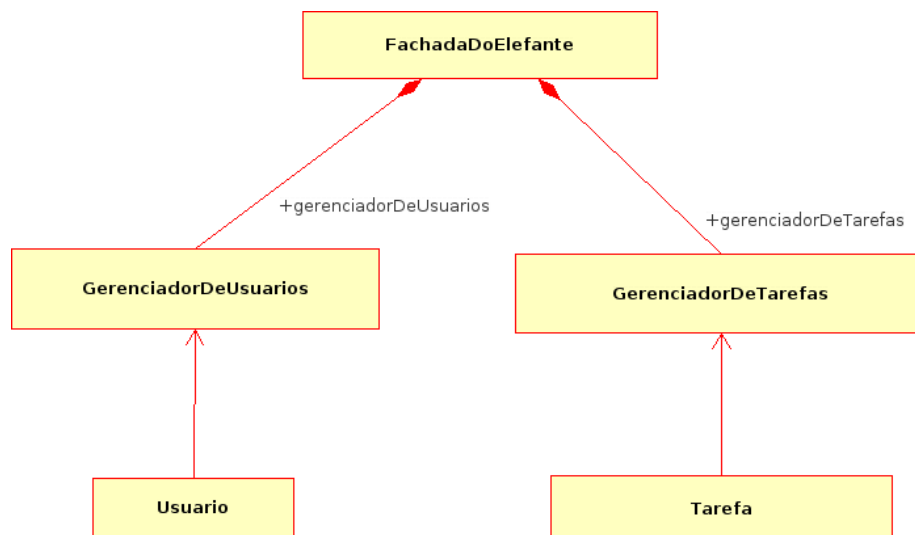 FachadaDoElefante
+gerenciadorDeUsuarios
+gerenciadorDeTarefas
GerenciadorDeUsuarios
GerenciadorDeTarefas
Usuario
Tarefa